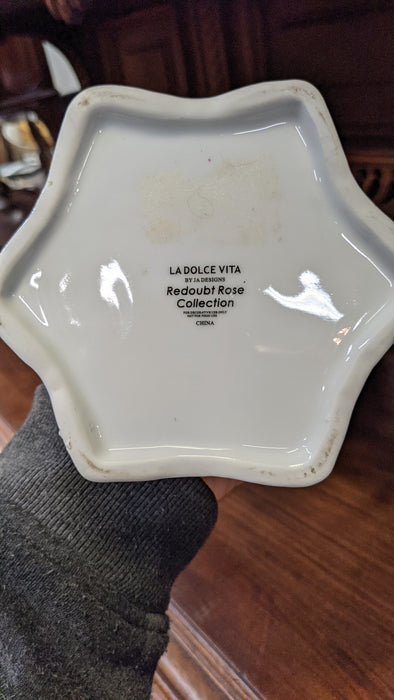 LA DOLCE VITA
BY JA DESIGNS
Redoubt Rose
Collection
FOR DECORATIVE USE ONLY
NOT FOR FOOD USE
CHINA